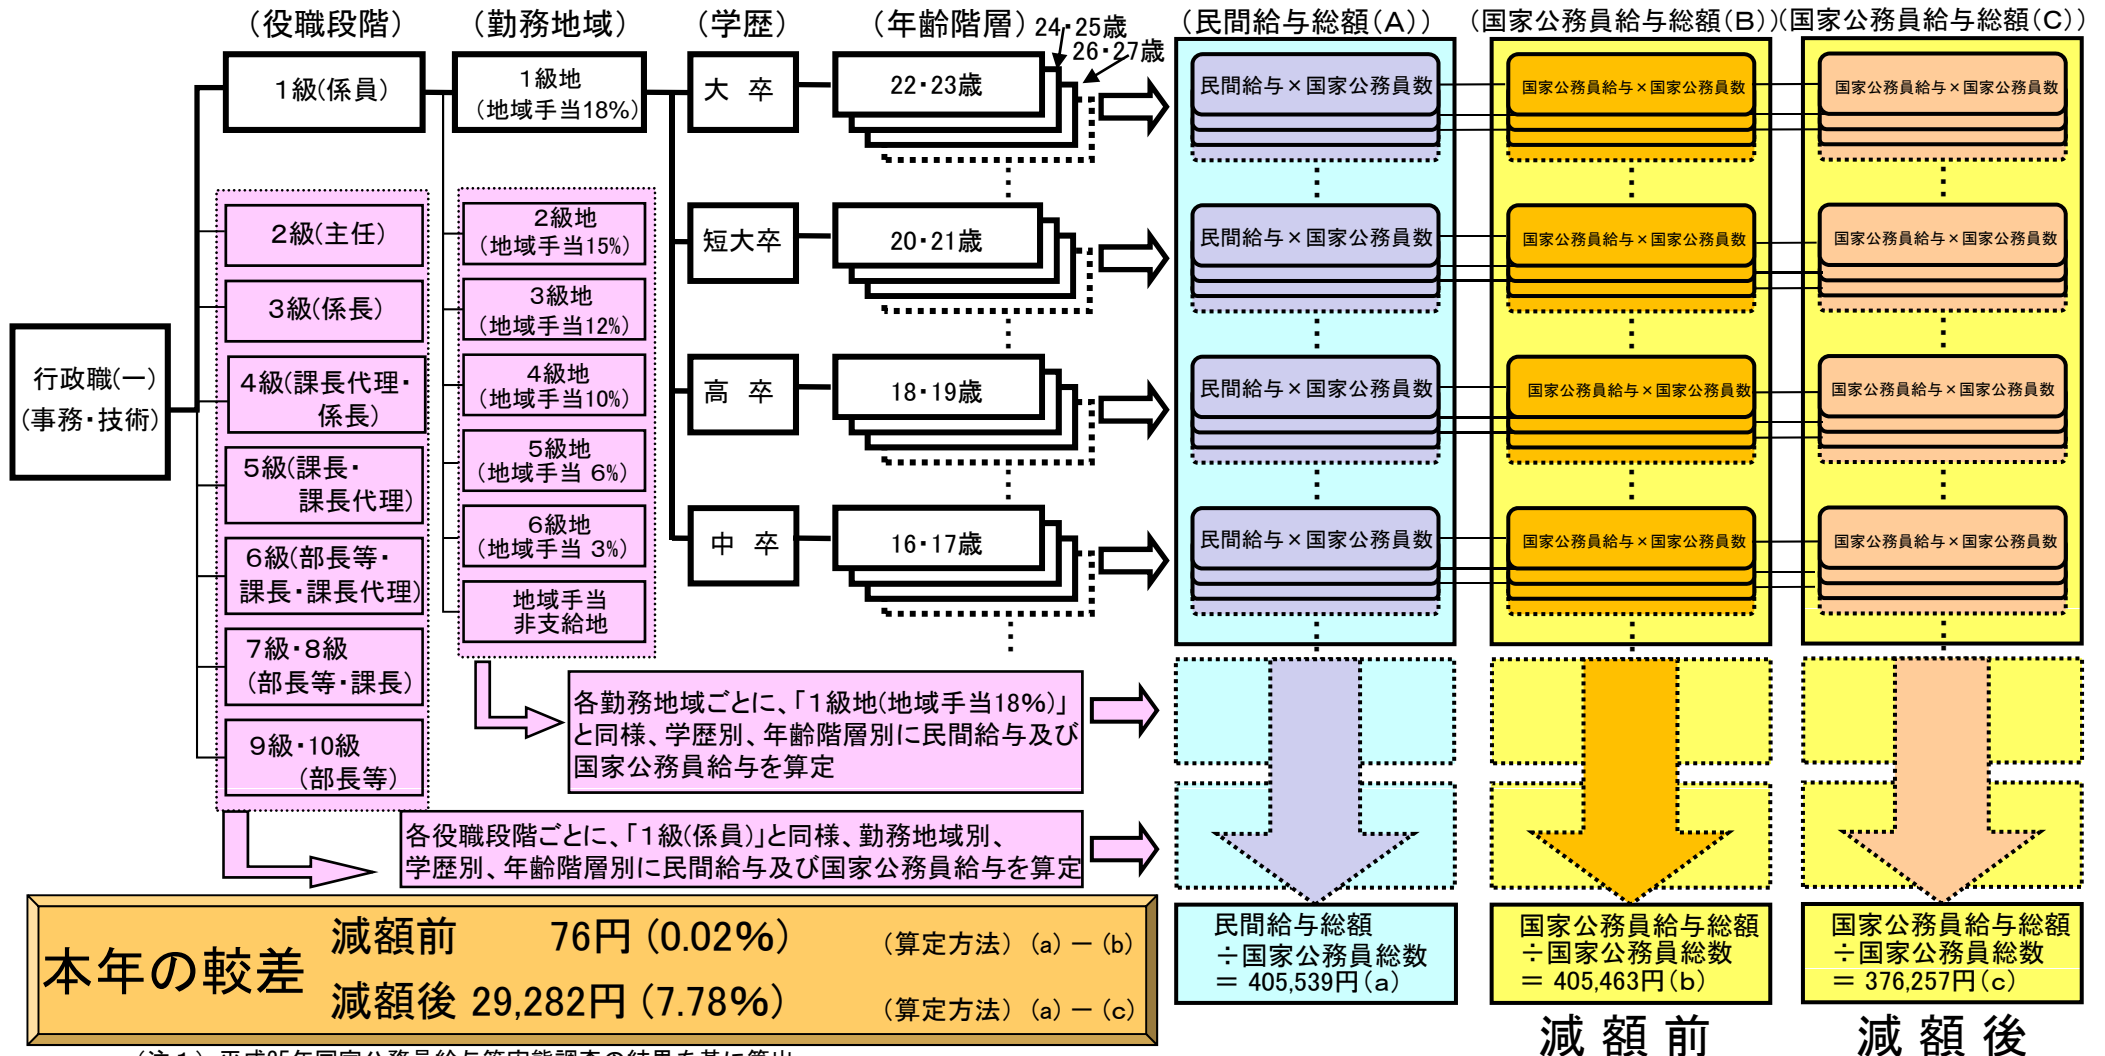 （役職段階）
（勤務地域）
（学歴）
（年齢階層）
24・25歳
26・27歳
（民間給与総額(A)）
（国家公務員給与総額(B)）
（国家公務員給与総額(C)）
行政職(一)
(事務・技術)
1級(係員)
2級(主任)
3級(係長)
4級(課長代理・
係長)
5級(課長・
課長代理)
6級(部長等・
課長・課長代理)
7級・8級
(部長等・課長)
9級・10級
(部長等)
1級地
(地域手当18%)
2級地
(地域手当15%)
3級地
(地域手当12%)
4級地
(地域手当10%)
5級地
(地域手当 6%)
6級地
(地域手当 3%)
地域手当
非支給地
大 卒
短大卒
高 卒
中 卒
22・23歳
20・21歳
18・19歳
16・17歳
民間給与×国家公務員数
国家公務員給与×国家公務員数
国家公務員給与×国家公務員数
民間給与×国家公務員数
国家公務員給与×国家公務員数
国家公務員給与×国家公務員数
民間給与×国家公務員数
国家公務員給与×国家公務員数
国家公務員給与×国家公務員数
民間給与×国家公務員数
国家公務員給与×国家公務員数
国家公務員給与×国家公務員数
各勤務地域ごとに、「1級地(地域手当18%)」
と同様、学歴別、年齢階層別に民間給与及び
国家公務員給与を算定
各役職段階ごとに、「1級(係員)」と同様、勤務地域別、
学歴別、年齢階層別に民間給与及び国家公務員給与を算定
本年の較差
減額前 76円 (0.02%) （算定方法） (a) － (b)
減額後 29,282円 (7.78%) （算定方法） (a) － (c)
民間給与総額
÷国家公務員総数
＝ 405,539円(a)
国家公務員給与総額
÷国家公務員総数
＝ 405,463円(b)
国家公務員給与総額
÷国家公務員総数
＝ 376,257円(c)
減 額 前
減 額 後
（注1）平成25年国家公務員給与等実態調査の結果を基に算出